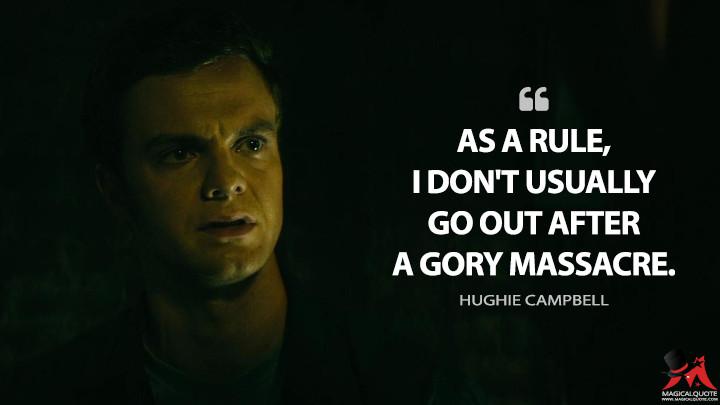 ❝
AS A RULE,
I DON'T USUALLY
GO OUT AFTER
A GORY MASSACRE.
HUGHIE CAMPBELL
MAGICALQUOTE
WWW.MAGICALQUOTE.COM